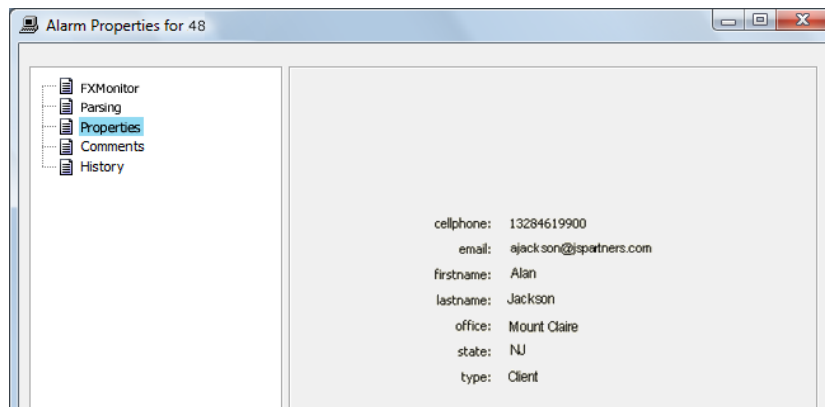 Alarm Properties for 48
FXMonitor
Parsing
Properties
Comments
History
cellphone: 13284619900
email: ajackson@jspartners.com
firstname: Alan
lastname: Jackson
office: Mount Claire
state: NJ
type: Client